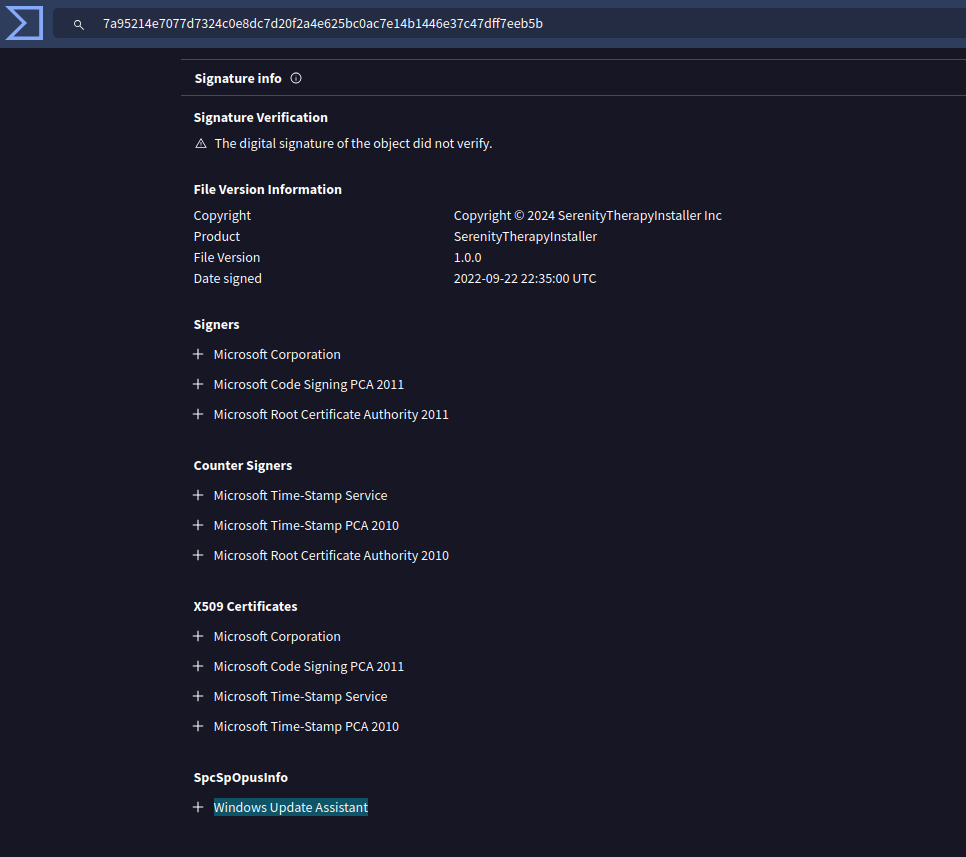 7a95214e7077d7324c0e8dc7d20f2a4e625bc0ac7e14b1446e37c47dff7eeb5b
Signature info
Signature Verification
The digital signature of the object did not verify.
File Version Information
Copyright Copyright © 2024 SerenityTherapyInstaller Inc
Product SerenityTherapyInstaller
File Version 1.0.0
Date signed 2022-09-22 22:35:00 UTC
Signers
Microsoft Corporation
Microsoft Code Signing PCA 2011
Microsoft Root Certificate Authority 2011
Counter Signers
Microsoft Time-Stamp Service
Microsoft Time-Stamp PCA 2010
Microsoft Root Certificate Authority 2010
X509 Certificates
Microsoft Corporation
Microsoft Code Signing PCA 2011
Microsoft Time-Stamp Service
Microsoft Time-Stamp PCA 2010
SpcSpOpusInfo
Windows Update Assistant